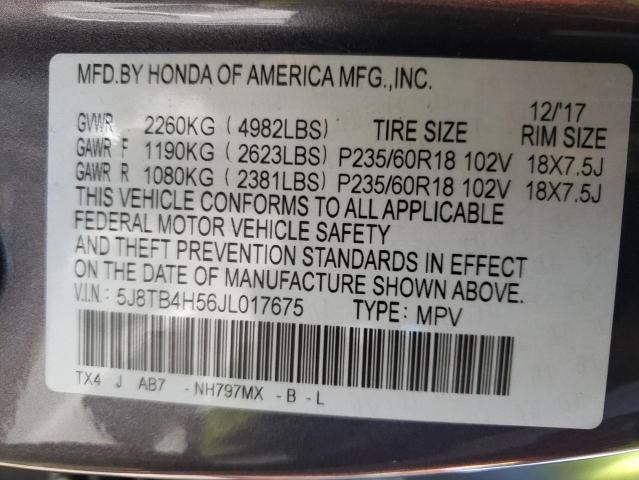 MFD.BY HONDA OF AMERICA MFG.,INC.
12/'17
GVWR 2260KG ( 4982LBS) TIRE SIZE RIM SIZE
GAWR F 1190KG ( 2623LBS) P235/60R18 102V 18X7.5J
GAWR R 1080KG ( 2381LBS) P235/60R18 102V 18X7.5J
THIS VEHICLE CONFORMS TO ALL APPLICABLE
FEDERAL MOTOR VEHICLE SAFETY
AND THEFT PREVENTION STANDARDS IN EFFECT
ON THE DATE OF MANUFACTURE SHOWN ABOVE.
V.I.N: 5J8TB4H56JL017675 TYPE: MPV
TX4 J AB7 -NH797MX -B -L